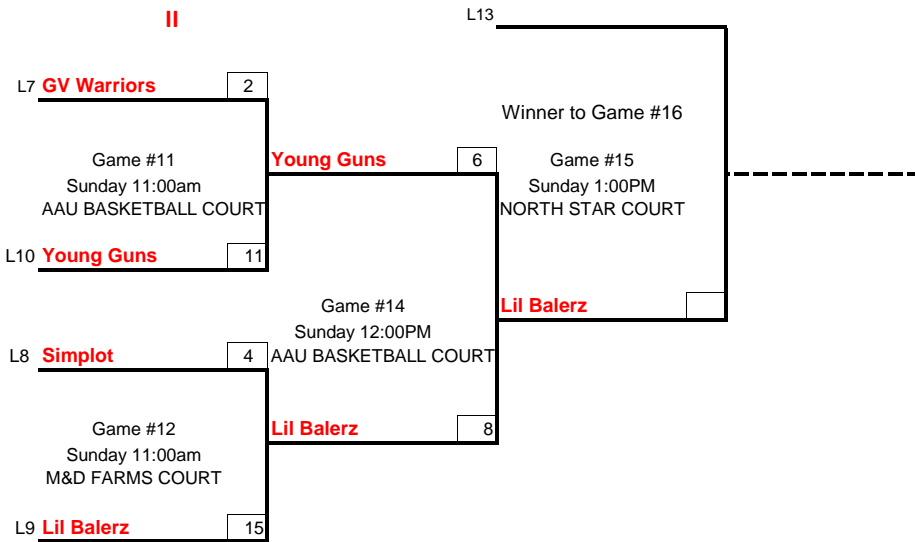 II
L13
L7 GV Warriors 2
Winner to Game #16
Game #11
Sunday 11:00am
AAU BASKETBALL COURT
Young Guns 6
Game #15
Sunday 1:00PM
NORTH STAR COURT
L10 Young Guns 11
Game #14
Sunday 12:00PM
AAU BASKETBALL COURT
Lil Balerz
L8 Simplot 4
Game #12
Sunday 11:00am
M&D FARMS COURT
Lil Balerz 8
L9 Lil Balerz 15